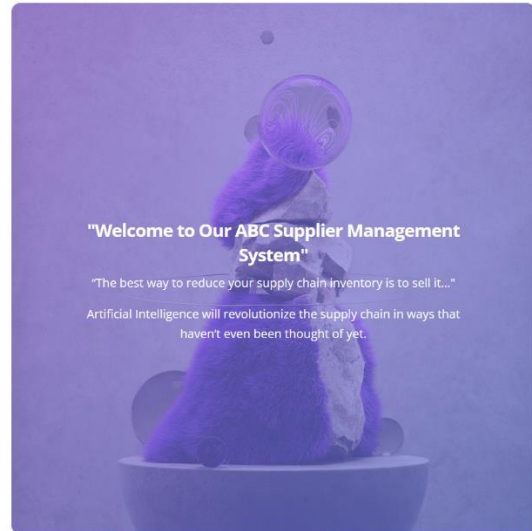 "Welcome to Our ABC Supplier Management
System"
"The best way to reduce your supply chain inventory is to sell it..."
Artificial Intelligence will revolutionize the supply chain in ways that
haven't even been thought of yet.